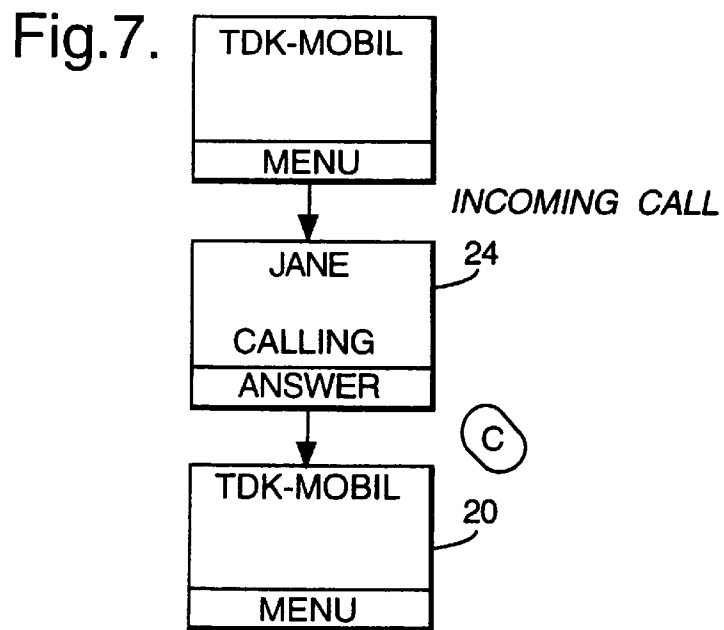 Fig.7.
TDK-MOBIL
MENU
INCOMING CALL
JANE
24
CALLING
ANSWER
C
TDK-MOBIL
20
MENU